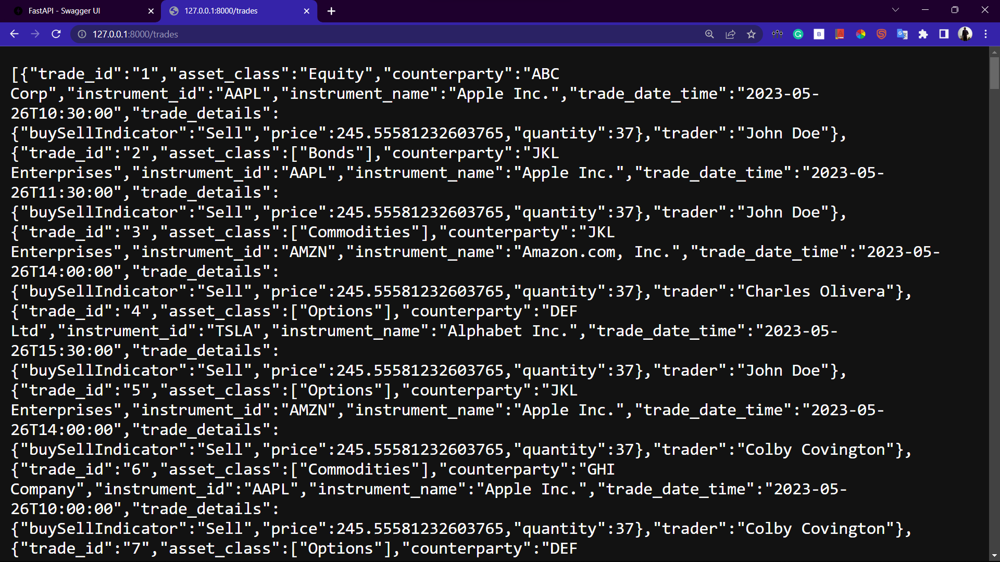 FastAPI - Swagger UI
127.0.0.1:8000/trades
127.0.0.1:8000/trades
[{"trade_id":"1","asset_class":"Equity","counterparty":"ABC
Corp","instrument_id":"AAPL","instrument_name":"Apple Inc.","trade_date_time":"2023-05-
26T10:30:00","trade_details":
{"buySellIndicator":"Sell","price":245.55581232603765,"quantity":37},"trader":"John Doe"},
{"trade_id":"2","asset_class":["Bonds"],"counterparty":"JKL
Enterprises","instrument_id":"AAPL","instrument_name":"Apple Inc.","trade_date_time":"2023-05-
26T11:30:00","trade_details":
{"buySellIndicator":"Sell","price":245.55581232603765,"quantity":37},"trader":"John Doe"},
{"trade_id":"3","asset_class":["Commodities"],"counterparty":"JKL
Enterprises","instrument_id":"AMZN","instrument_name":"Amazon.com, Inc.","trade_date_time":"2023-05-
26T14:00:00","trade_details":
{"buySellIndicator":"Sell","price":245.55581232603765,"quantity":37},"trader":"Charles Olivera"},
{"trade_id":"4","asset_class":["Options"],"counterparty":"DEF
Ltd","instrument_id":"TSLA","instrument_name":"Alphabet Inc.","trade_date_time":"2023-05-
26T15:30:00","trade_details":
{"buySellIndicator":"Sell","price":245.55581232603765,"quantity":37},"trader":"John Doe"},
{"trade_id":"5","asset_class":["Options"],"counterparty":"JKL
Enterprises","instrument_id":"AMZN","instrument_name":"Apple Inc.","trade_date_time":"2023-05-
26T14:00:00","trade_details":
{"buySellIndicator":"Sell","price":245.55581232603765,"quantity":37},"trader":"Colby Covington"},
{"trade_id":"6","asset_class":["Commodities"],"counterparty":"GHI
Company","instrument_id":"AAPL","instrument_name":"Apple Inc.","trade_date_time":"2023-05-
26T10:00:00","trade_details":
{"buySellIndicator":"Sell","price":245.55581232603765,"quantity":37},"trader":"Colby Covington"},
{"trade_id":"7","asset_class":["Options"],"counterparty":"DEF